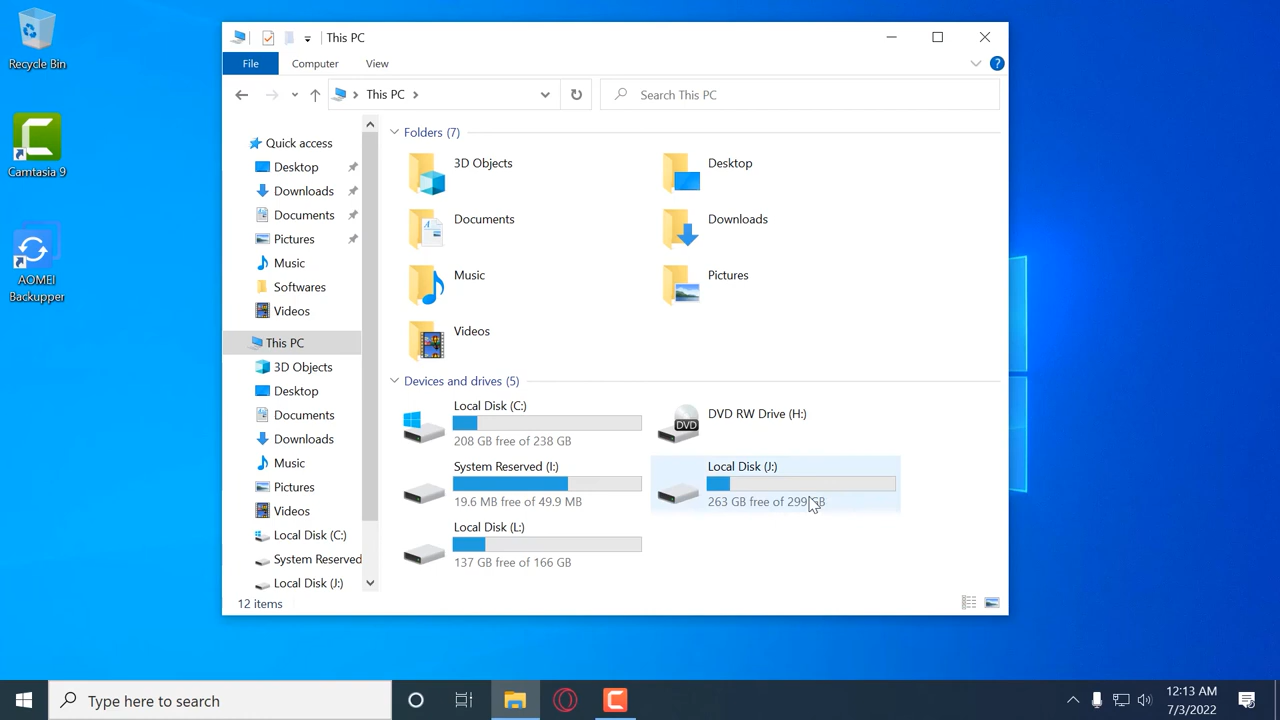 Recycle Bin
Camtasia 9
AOMEI
Backupper
This PC
File
Computer
View
This PC
Search This PC
Quick access
Desktop
Downloads
Documents
Pictures
Music
Softwares
Videos
This PC
3D Objects
Desktop
Documents
Downloads
Music
Pictures
Videos
Local Disk (C:)
System Reserved
Local Disk (J:)
Folders (7)
3D Objects
Desktop
Documents
Downloads
Music
Pictures
Videos
Devices and drives (5)
Local Disk (C:)
208 GB free of 238 GB
DVD
DVD RW Drive (H:)
System Reserved (I:)
19.6 MB free of 49.9 MB
Local Disk (J:)
263 GB free of 299 GB
Local Disk (L:)
137 GB free of 166 GB
12 items
Type here to search
12:13 AM
7/3/2022